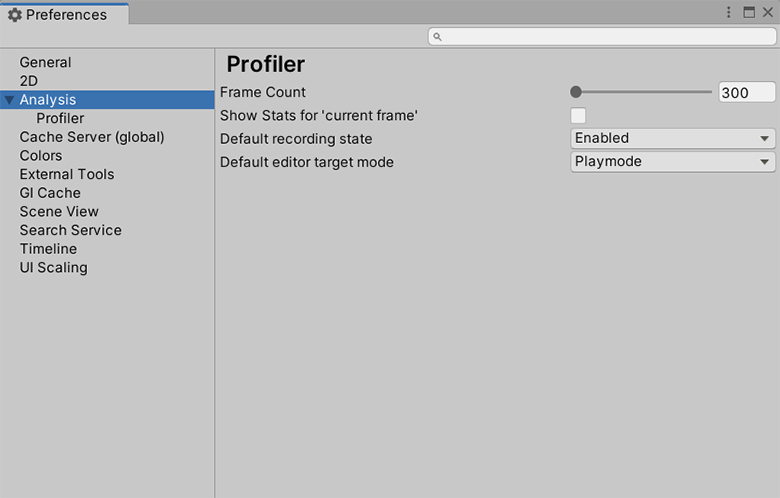 Preferences
General
2D
Analysis
Profiler
Cache Server (global)
Colors
External Tools
GI Cache
Scene View
Search Service
Timeline
UI Scaling
Profiler
Frame Count 300
Show Stats for 'current frame'
Default recording state Enabled
Default editor target mode Playmode